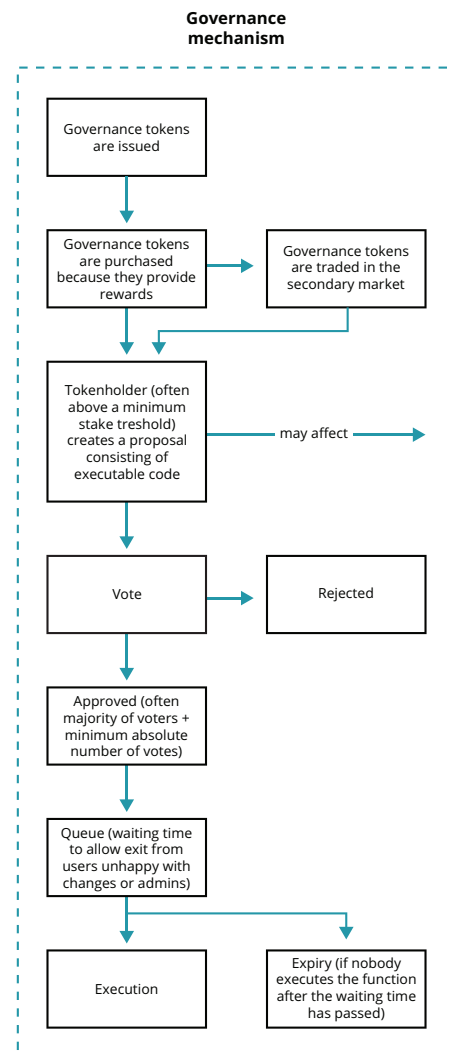 Governance
mechanism
Governance tokens
are issued
Governance tokens
are purchased
because they provide
rewards
Governance tokens
are traded in the
secondary market
Tokenholder (often
above a minimum
stake treshold)
creates a proposal
consisting of
executable code
may affect
Vote
Rejected
Approved (often
majority of voters +
minimum absolute
number of votes)
Queue (waiting time
to allow exit from
users unhappy with
changes or admins)
Execution
Expiry (if nobody
executes the function
after the waiting time
has passed)